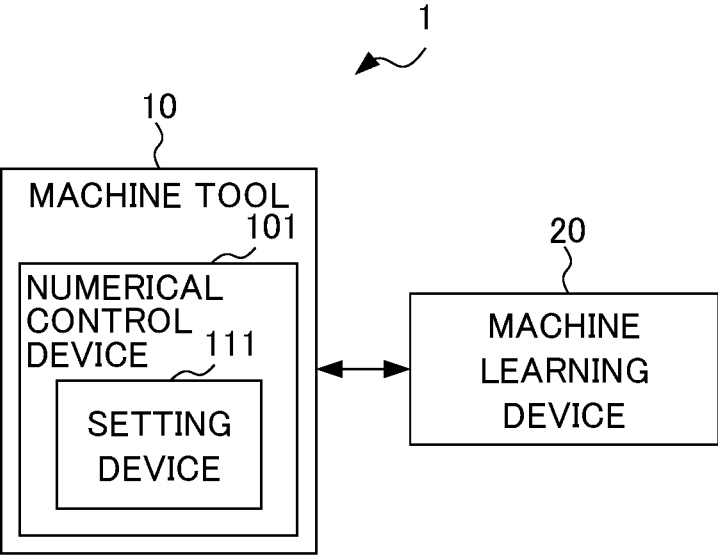 1
10
MACHINE TOOL
101
NUMERICAL
CONTROL
DEVICE
111
SETTING
DEVICE
20
MACHINE
LEARNING
DEVICE